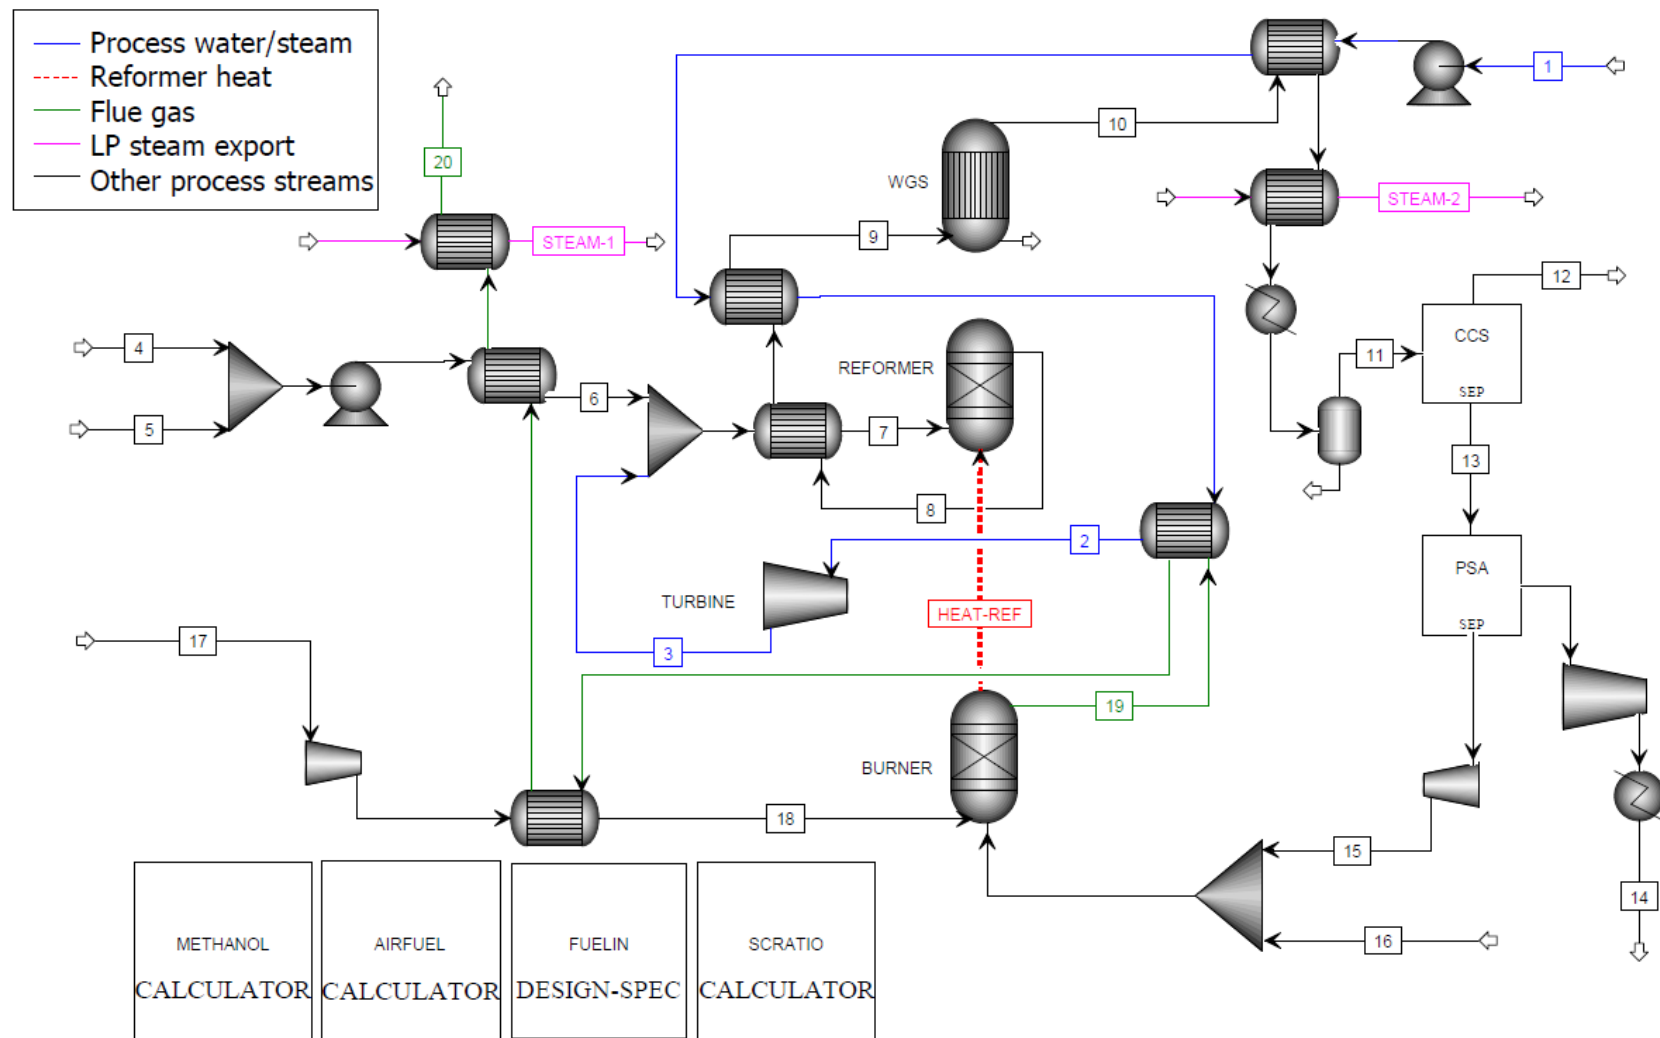 Process water/steam
Reformer heat
Flue gas
LP steam export
Other process streams
1
10
20
WGS
STEAM-2
9
STEAM-1
12
CCS
4
11
REFORMER
SEP
6
5
7
13
8
2
PSA
TURBINE
HEAT-REF
SEP
17
3
19
BURNER
18
15
14
16
METHANOL
CALCULATOR
AIRFUEL
CALCULATOR
FUELIN
DESIGN-SPEC
SCRATIO
CALCULATOR